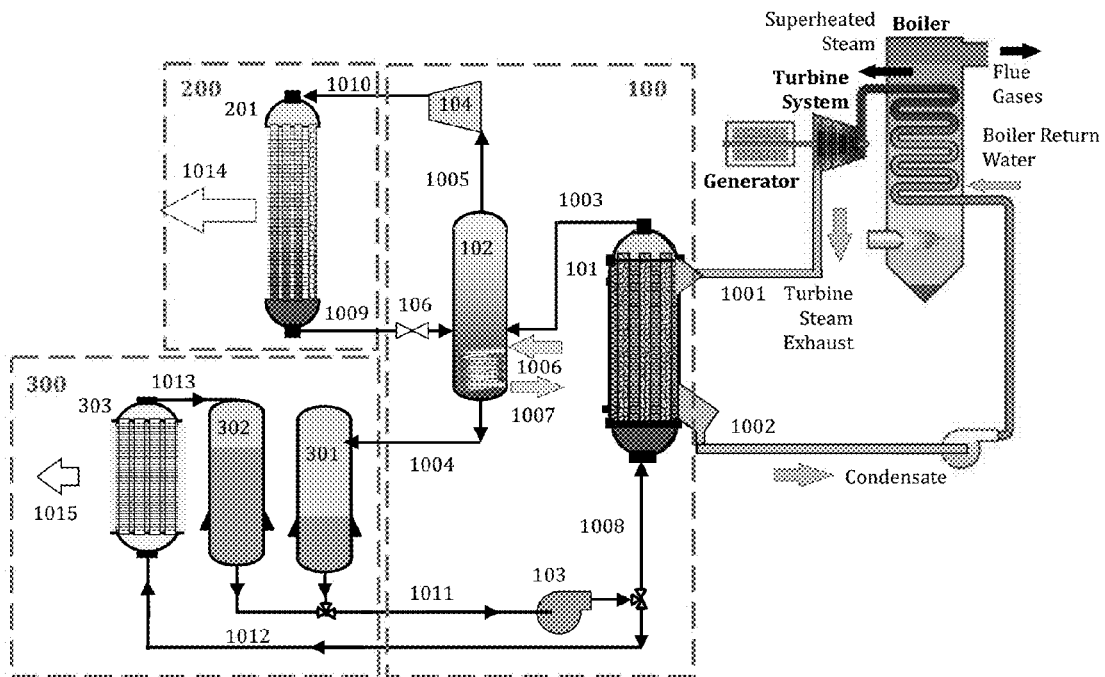 Superheated
Steam
Boiler
Flue
Gases
Turbine
System
Boiler Return
Water
Generator
Turbine
Steam
Exhaust
Condensate
200
1010
104
100
201
1014
1005
1003
102
101
1001
1009
106
1006
1007
300
1013
303
302
301
1004
1002
1015
1008
1011
103
1012